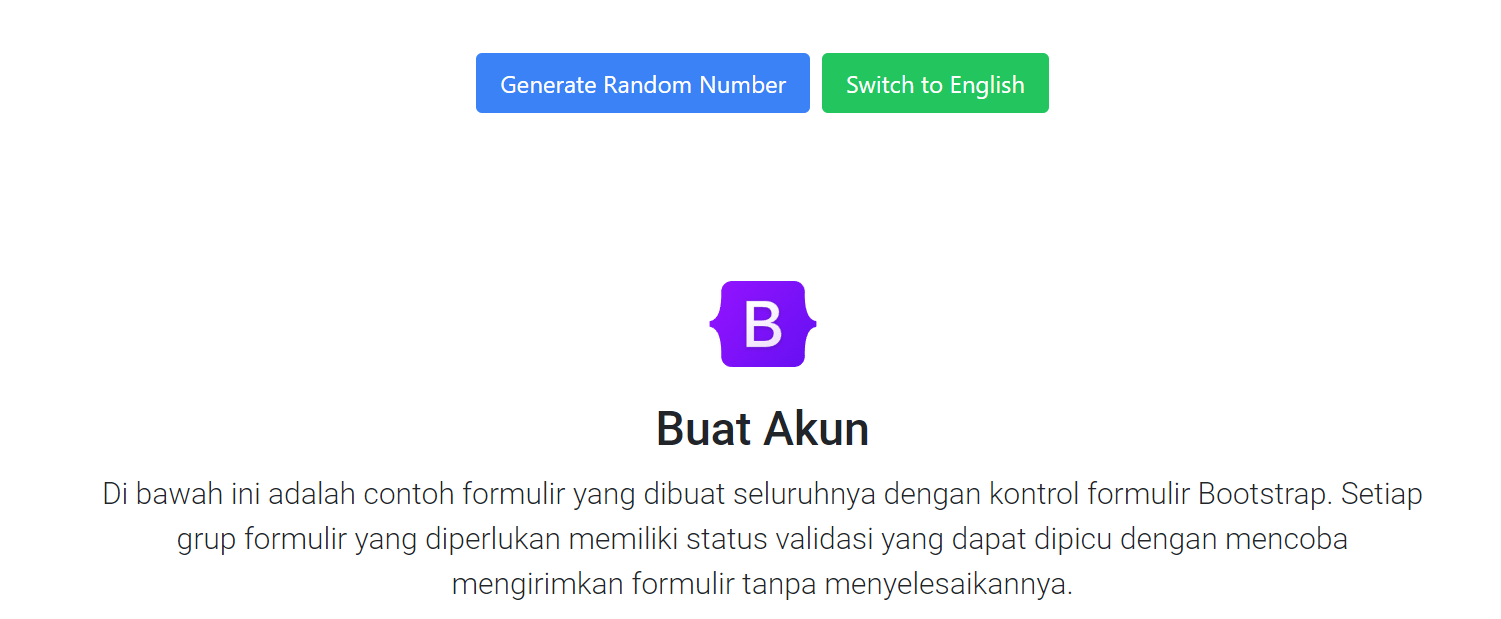 Generate Random Number Switch to English
B
Buat Akun
Di bawah ini adalah contoh formulir yang dibuat seluruhnya dengan kontrol formulir Bootstrap. Setiap
grup formulir yang diperlukan memiliki status validasi yang dapat dipicu dengan mencoba
mengirimkan formulir tanpa menyelesaikannya.